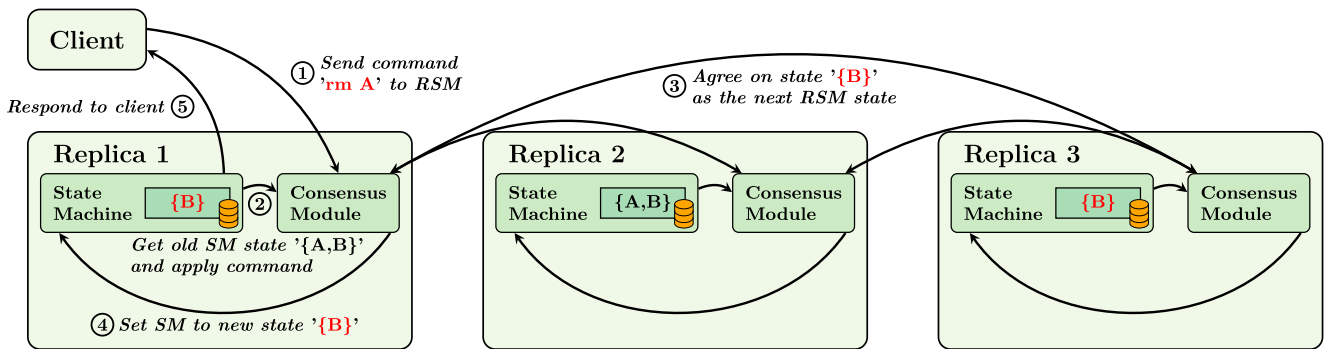 Client
① Send command
'rm A' to RSM
③ Agree on state '{B}'
as the next RSM state
Respond to client ⑤
Replica 1
State
Machine
{B}
②
Consensus
Module
Get old SM state '{A,B}'
and apply command
④ Set SM to new state '{B}'
Replica 2
State
Machine
{A,B}
Consensus
Module
Replica 3
State
Machine
{B}
Consensus
Module